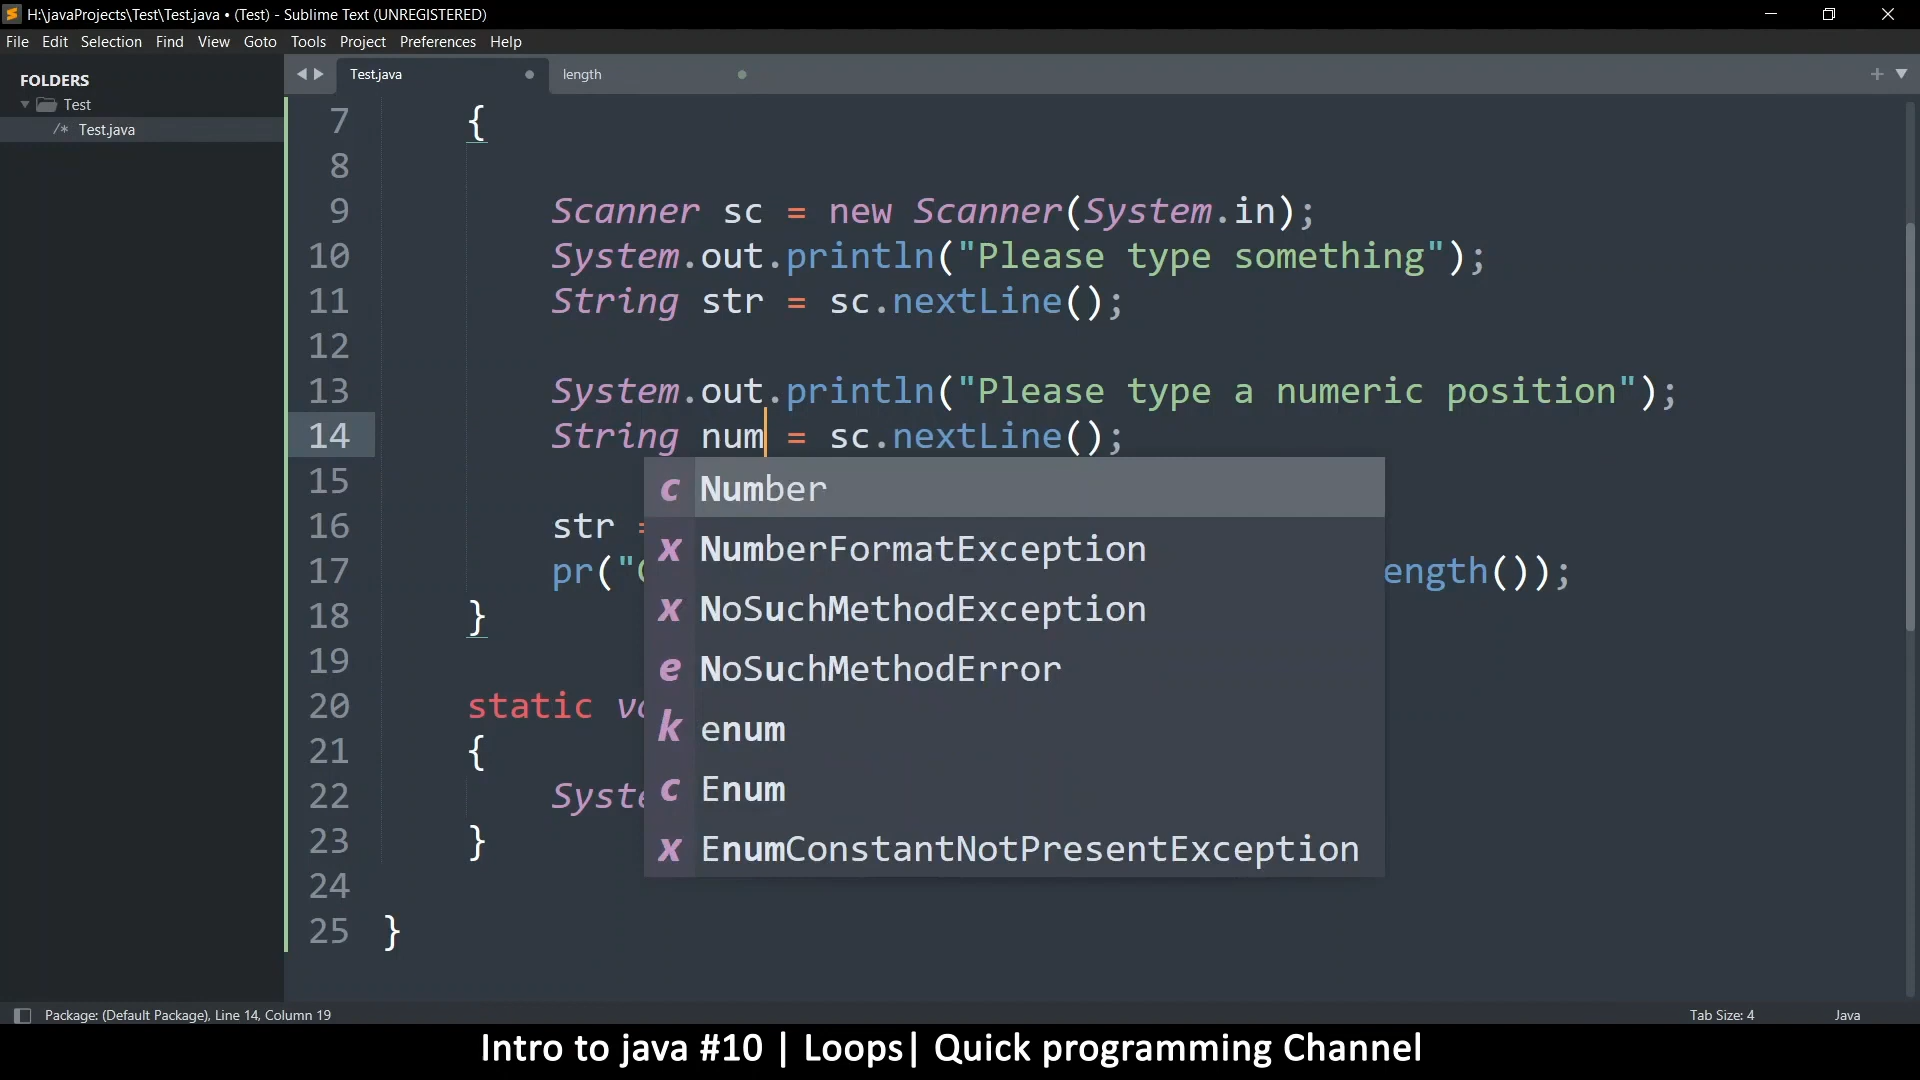 H:\javaProjects\Test\Test.java • (Test) - Sublime Text (UNREGISTERED)
File Edit Selection Find View Goto Tools Project Preferences Help
FOLDERS
Test
/* Test.java
Test.java
length
7 {
8
9 Scanner sc = new Scanner(System.in);
10 System.out.println("Please type something");
11 String str = sc.nextLine();
12
13 System.out.println("Please type a numeric position");
14 String num = sc.nextLine();
15
16 str =
17 pr(" ength());
18 }
19
20 static vo
21 {
22 Syste
23 }
24
25 }
c Number
x NumberFormatException
x NoSuchMethodException
e NoSuchMethodError
k enum
c Enum
x EnumConstantNotPresentException
Package: (Default Package), Line 14, Column 19
Tab Size: 4
Java
Intro to java #10 | Loops| Quick programming Channel